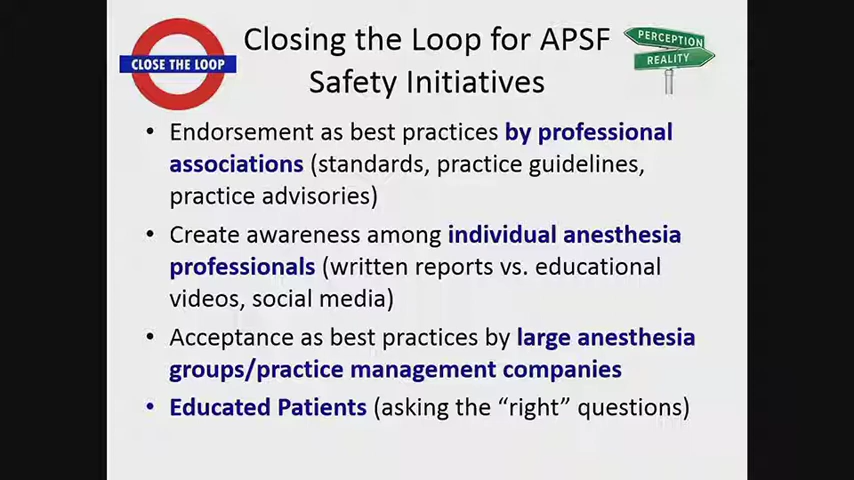 Closing the Loop for APSF
Safety Initiatives
CLOSE THE LOOP
PERCEPTION
REALITY
• Endorsement as best practices by professional
associations (standards, practice guidelines,
practice advisories)
• Create awareness among individual anesthesia
professionals (written reports vs. educational
videos, social media)
• Acceptance as best practices by large anesthesia
groups/practice management companies
• Educated Patients (asking the “right” questions)